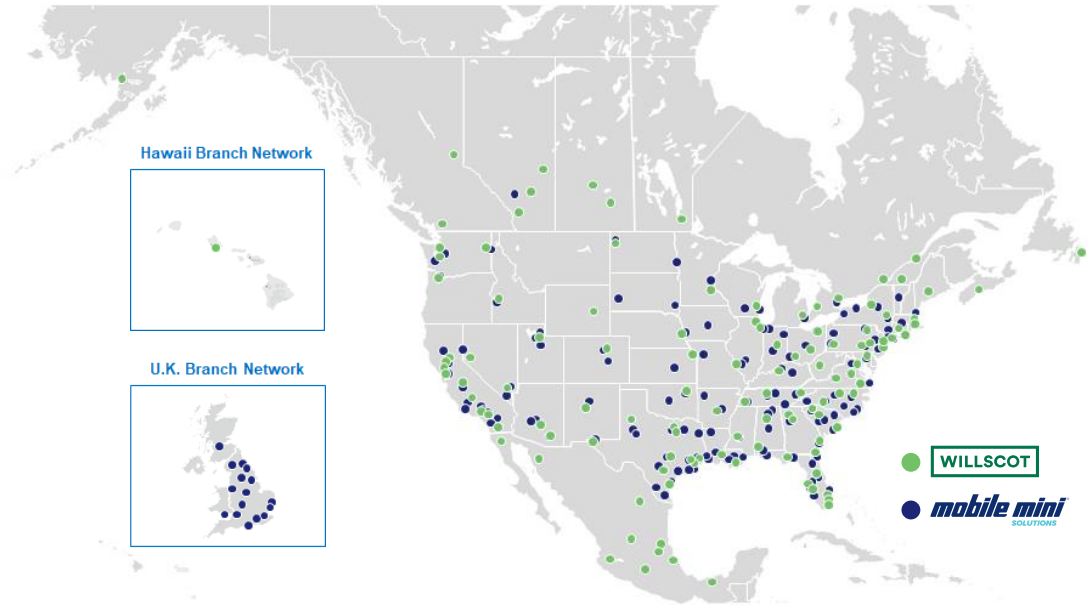 Hawaii Branch Network
U.K. Branch Network
WILLSCOT
mobile mini
SOLUTIONS